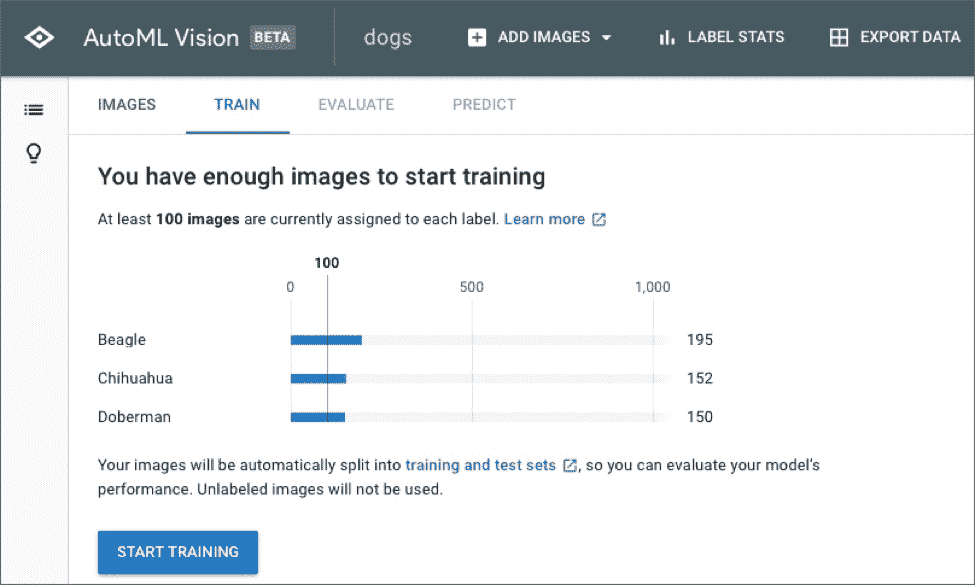 AutoML Vision BETA dogs ADD IMAGES LABEL STATS EXPORT DATA
IMAGES TRAIN EVALUATE PREDICT
You have enough images to start training
At least 100 images are currently assigned to each label. Learn more
100
0 500 1,000
Beagle 195
Chihuahua 152
Doberman 150
Your images will be automatically split into training and test sets, so you can evaluate your model's
performance. Unlabeled images will not be used.
START TRAINING